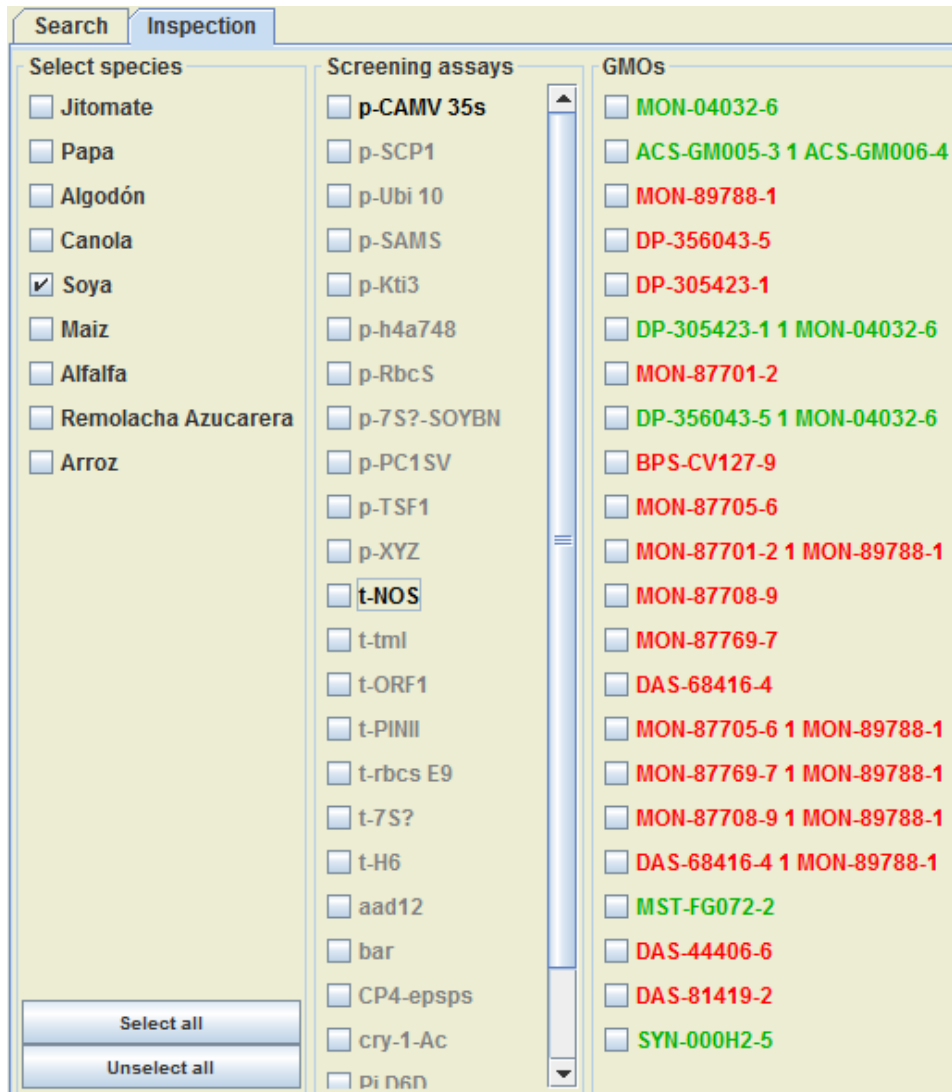 Search
Inspection
Select species
Jitomate
Papa
Algodón
Canola
Soya
Maiz
Alfalfa
Remolacha Azucarera
Arroz
Select all
Unselect all
Screening assays
p-CAMV 35s
p-SCP1
p-Ubi 10
p-SAMS
p-Kti3
p-h4a748
p-RbcS
p-7S?-SOYBN
p-PC1SV
p-TSF1
p-XYZ
t-NOS
t-tml
t-ORF1
t-PINII
t-rbcs E9
t-7S?
t-H6
aad12
bar
CP4-epsps
cry-1-Ac
Pj D6D
GMOs
MON-04032-6
ACS-GM005-3 1 ACS-GM006-4
MON-89788-1
DP-356043-5
DP-305423-1
DP-305423-1 1 MON-04032-6
MON-87701-2
DP-356043-5 1 MON-04032-6
BPS-CV127-9
MON-87705-6
MON-87701-2 1 MON-89788-1
MON-87708-9
MON-87769-7
DAS-68416-4
MON-87705-6 1 MON-89788-1
MON-87769-7 1 MON-89788-1
MON-87708-9 1 MON-89788-1
DAS-68416-4 1 MON-89788-1
MST-FG072-2
DAS-44406-6
DAS-81419-2
SYN-000H2-5